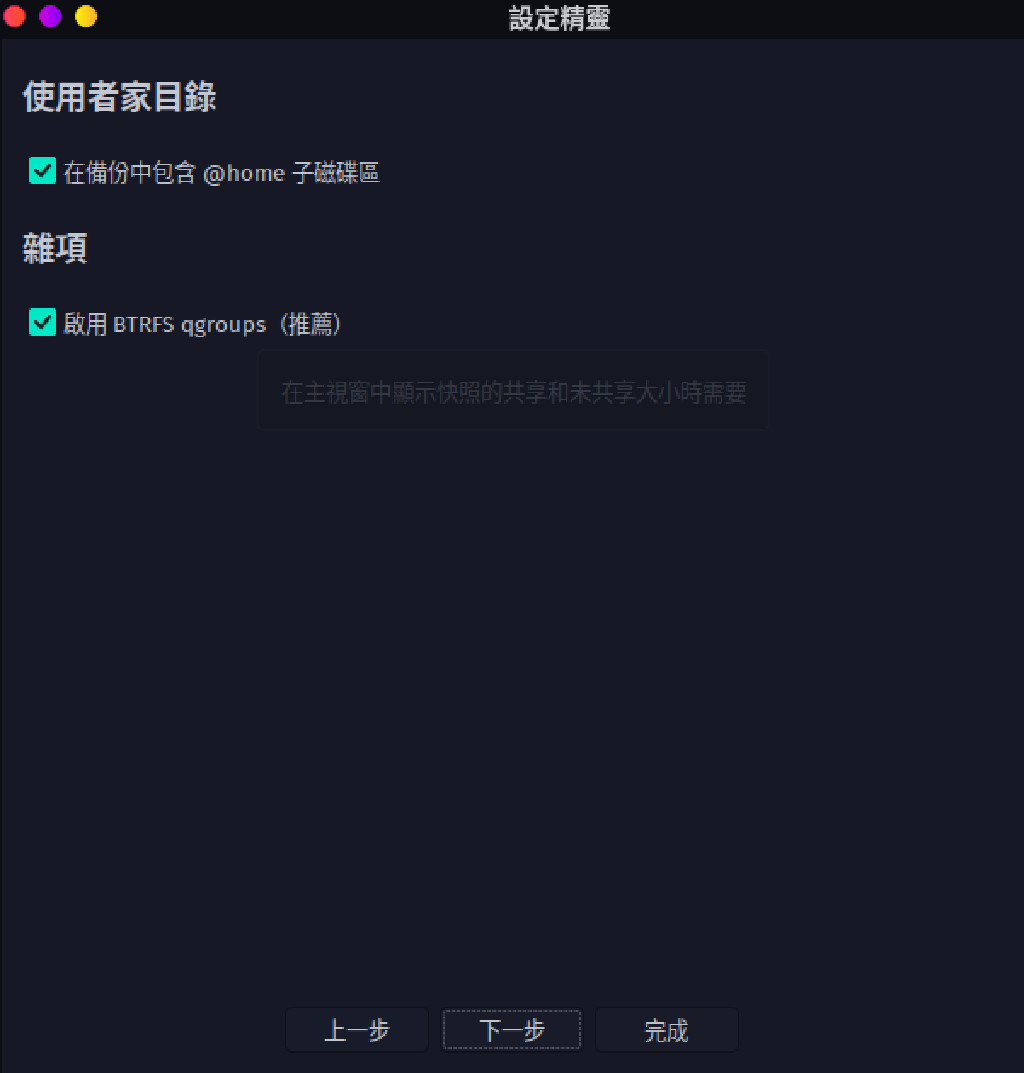 設定精靈
使用者家目錄
在備份中包含 @home 子磁碟區
雜項
啟用 BTRFS qgroups（推薦）
在主視窗中顯示快照的共享和未共享大小時需要
上一步
下一步
完成